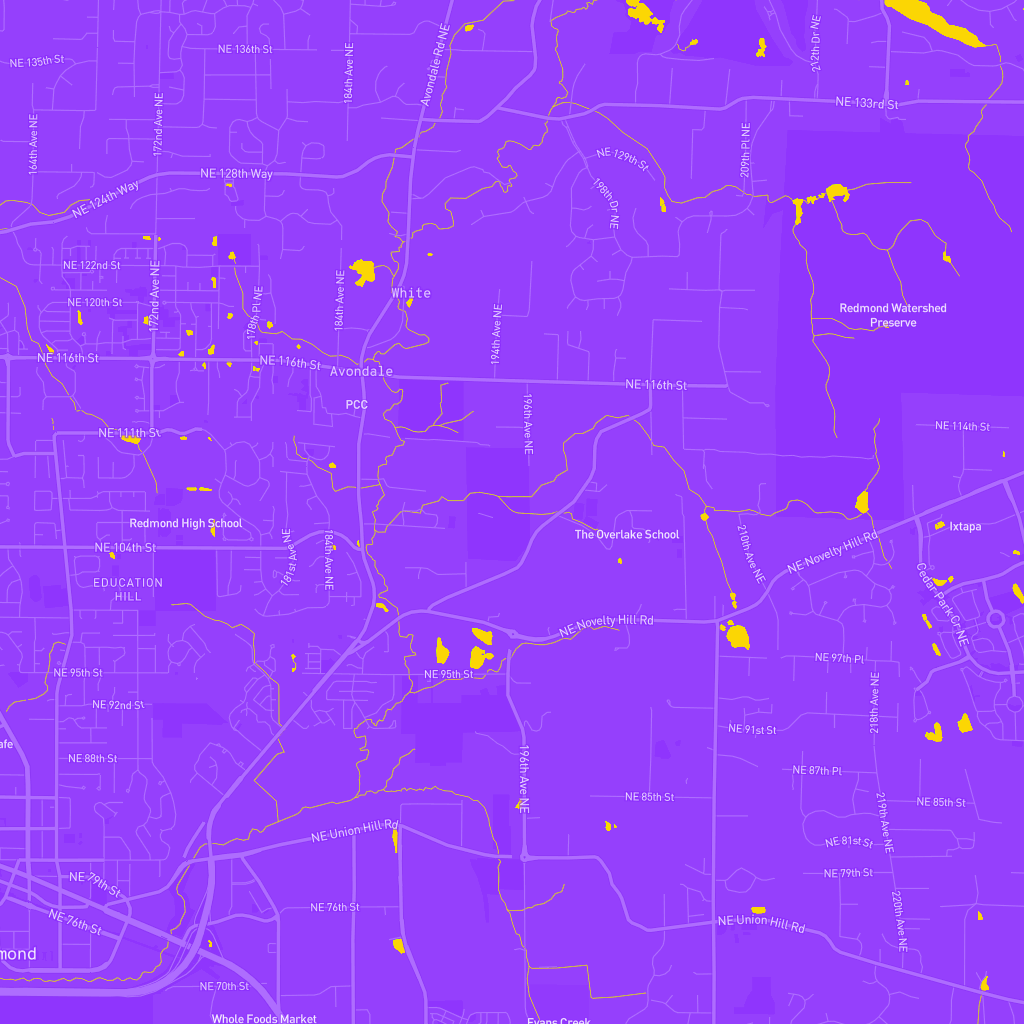 NE 136th St
212th Dr NE
NE 135th St
184th Ave NE
Avondale Rd NE
NE 133rd St
172nd Ave NE
164th Ave NE
209th Pl NE
NE 129th St
NE 128th Way
NE 124th Way
198th Dr NE
NE 122nd St
White
172nd Ave NE
184th Ave NE
NE 120th St
178th Pl NE
Redmond Watershed
Preserve
194th Ave NE
NE 116th St
NE 116th St
Avondale
NE 116th St
PCC
196th Ave NE
NE 114th St
NE 111th St
Redmond High School
The Overlake School
Ixtapa
NE 104th St
181st Ave NE
184th Ave NE
210th Ave NE
NE Novelty Hill Rd
EDUCATION
HILL
Cedar Park Cr NE
NE Novelty Hill Rd
NE 97th Pl
NE 95th St
NE 95th St
218th Ave NE
NE 92nd St
NE 91st St
afe
NE 88th St
196th Ave NE
NE 87th Pl
NE 85th St
NE 85th St
219th Ave NE
NE Union Hill Rd
NE 81st St
NE 79th St
NE 79th St
NE 76th St
NE 76th St
220th Ave NE
NE Union Hill Rd
mond
NE 70th St
Whole Foods Market
Evans Creek